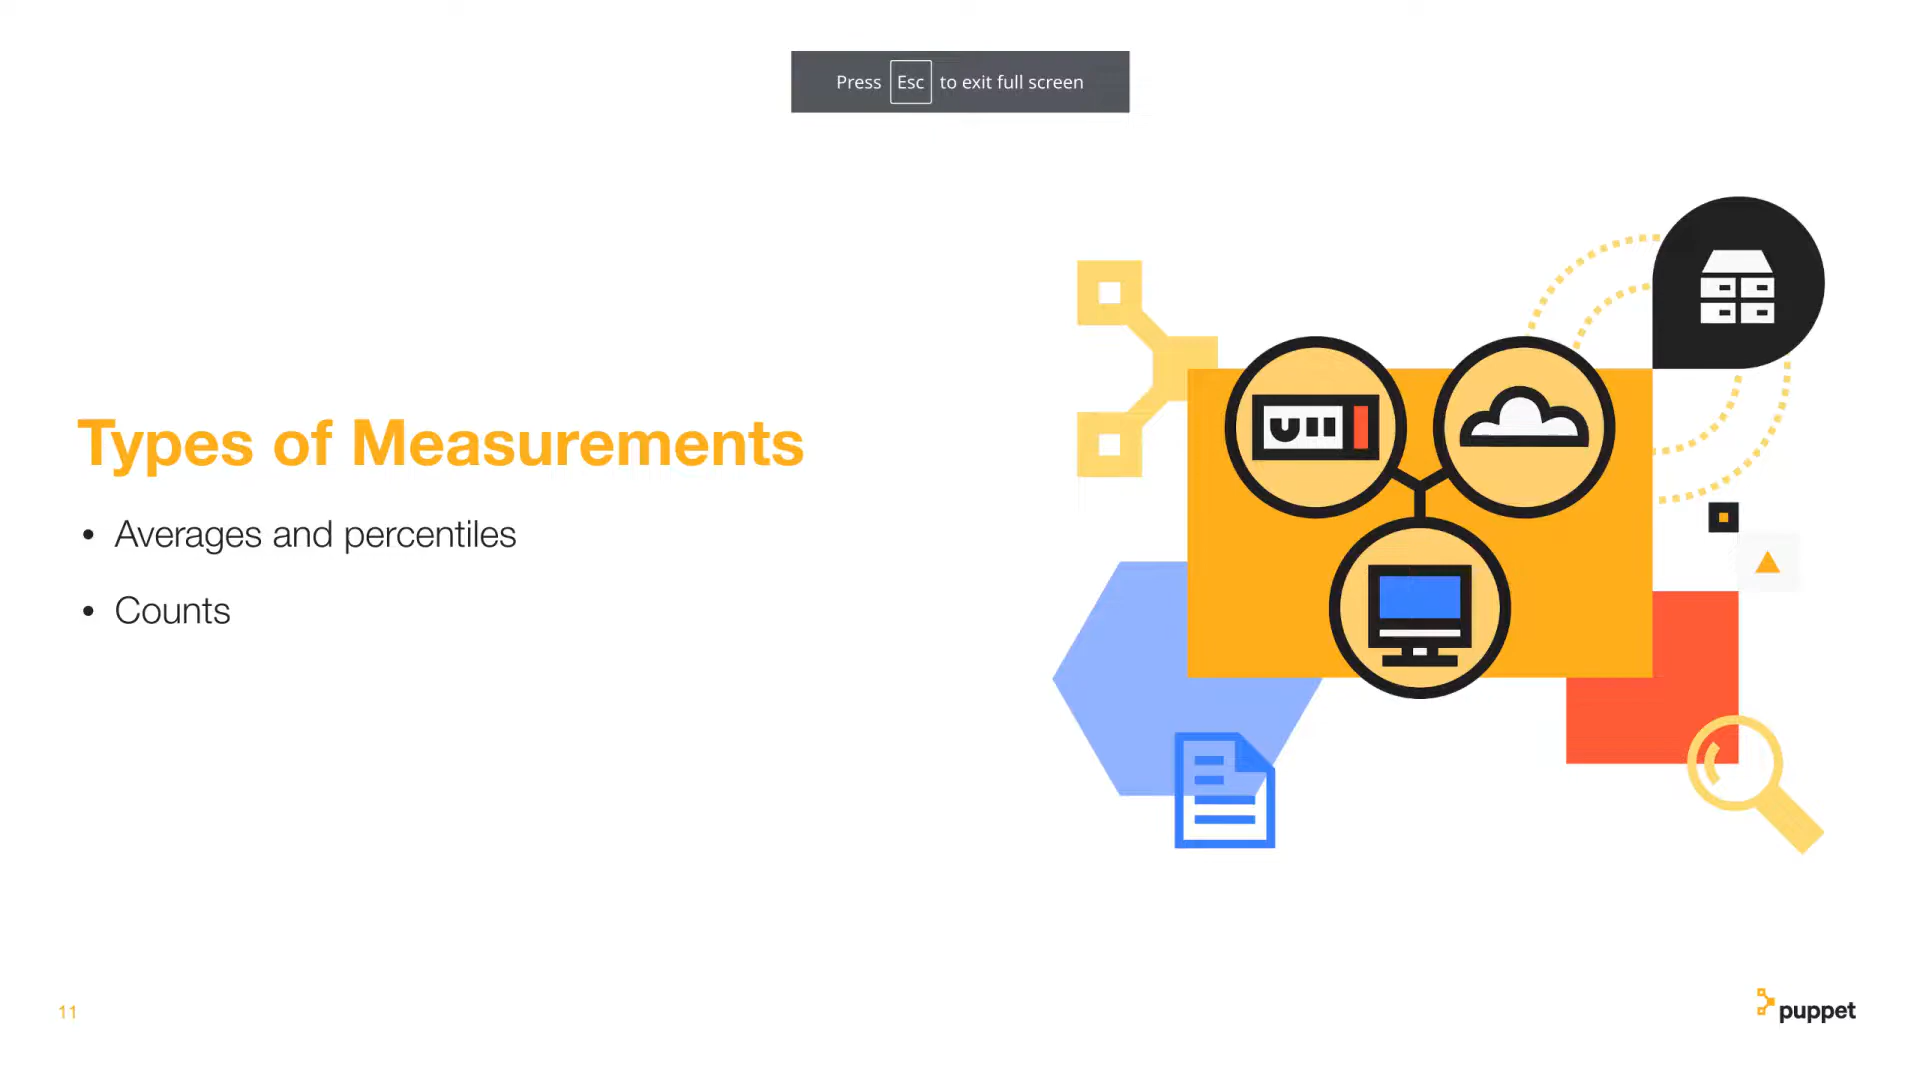 Press Esc to exit full screen
Types of Measurements
• Averages and percentiles
• Counts
11
puppet